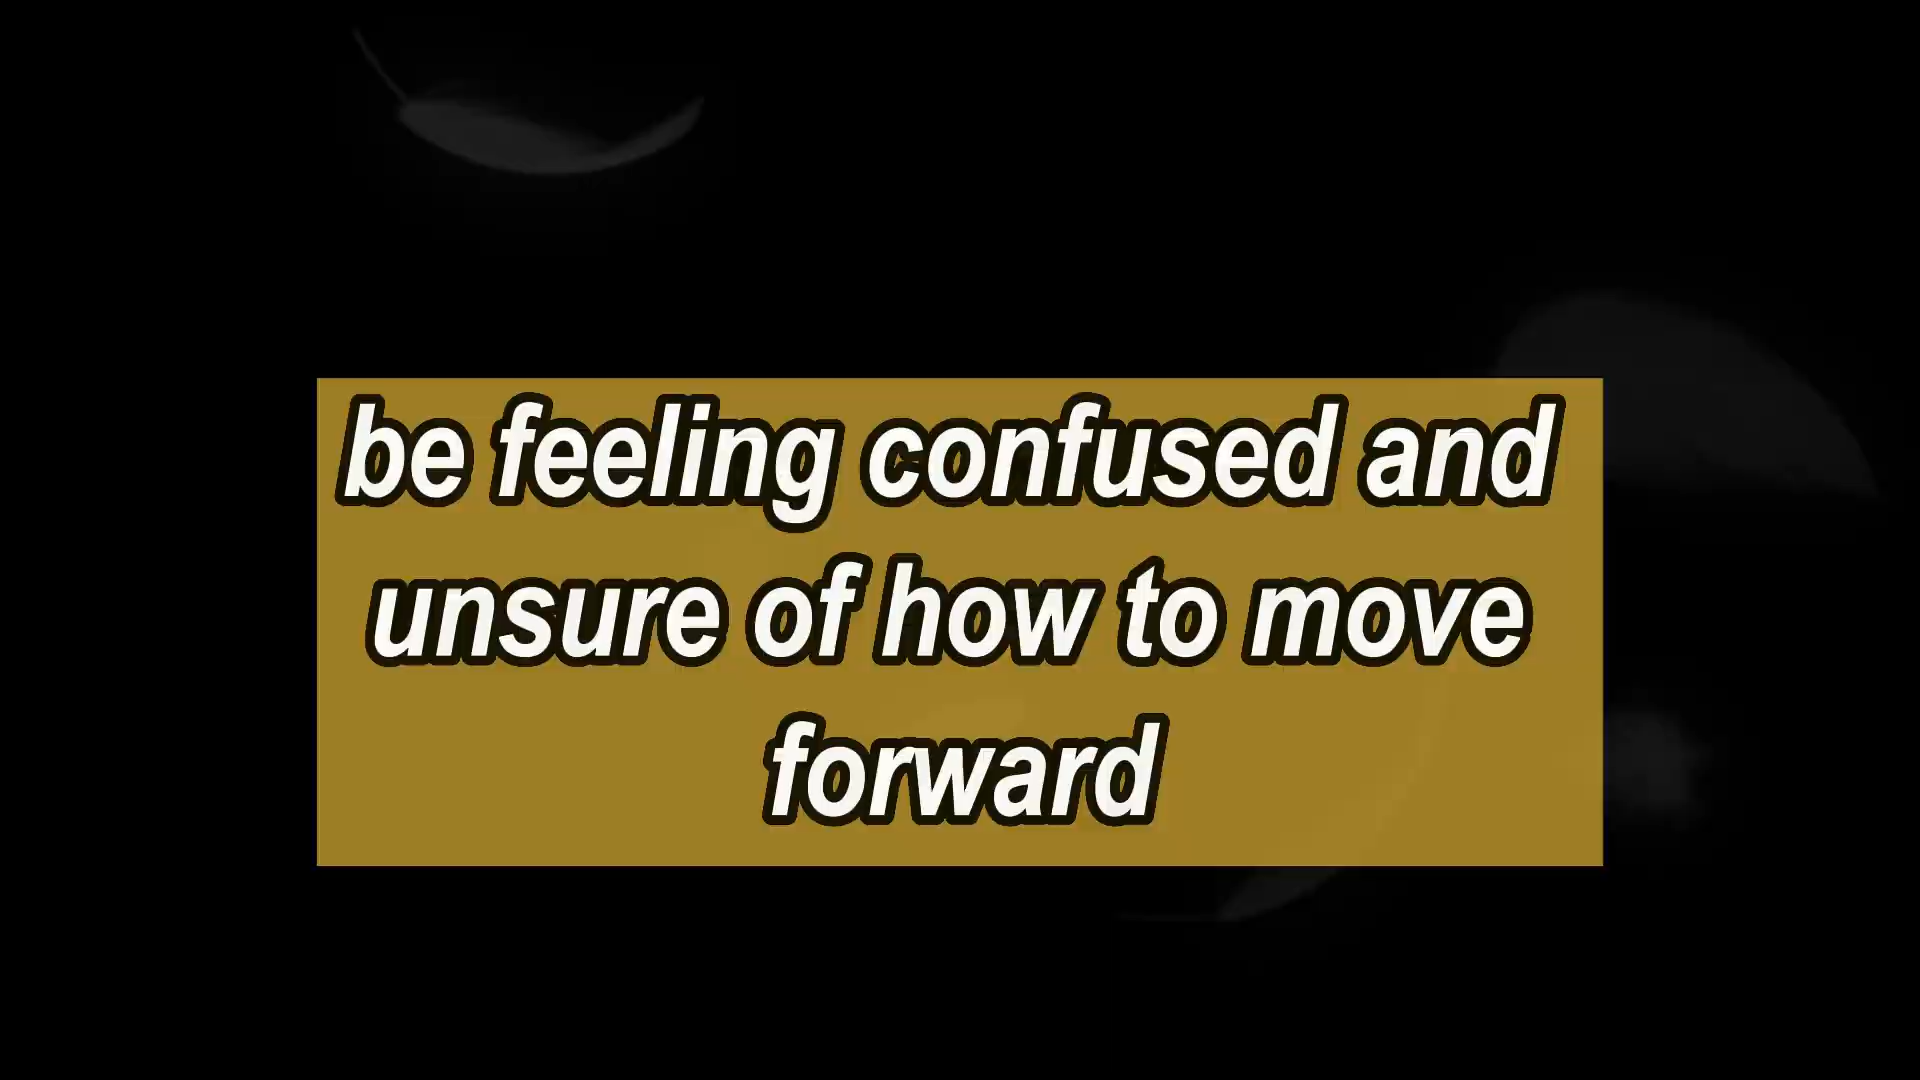 be feeling confused and
unsure of how to move
forward